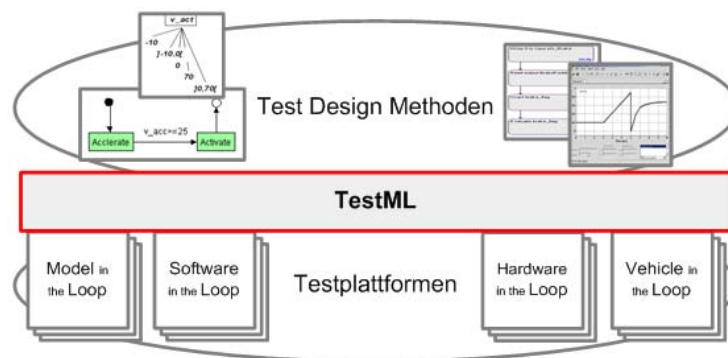 v_act
-10
]-10,0[
0
70
]0,70[
Test Design Methoden
v_acc>=25
Acclerate
Activate
TestML
Model in
the Loop
Software
in the Loop
Testplattformen
Hardware
in the Loop
Vehicle in
the Loop